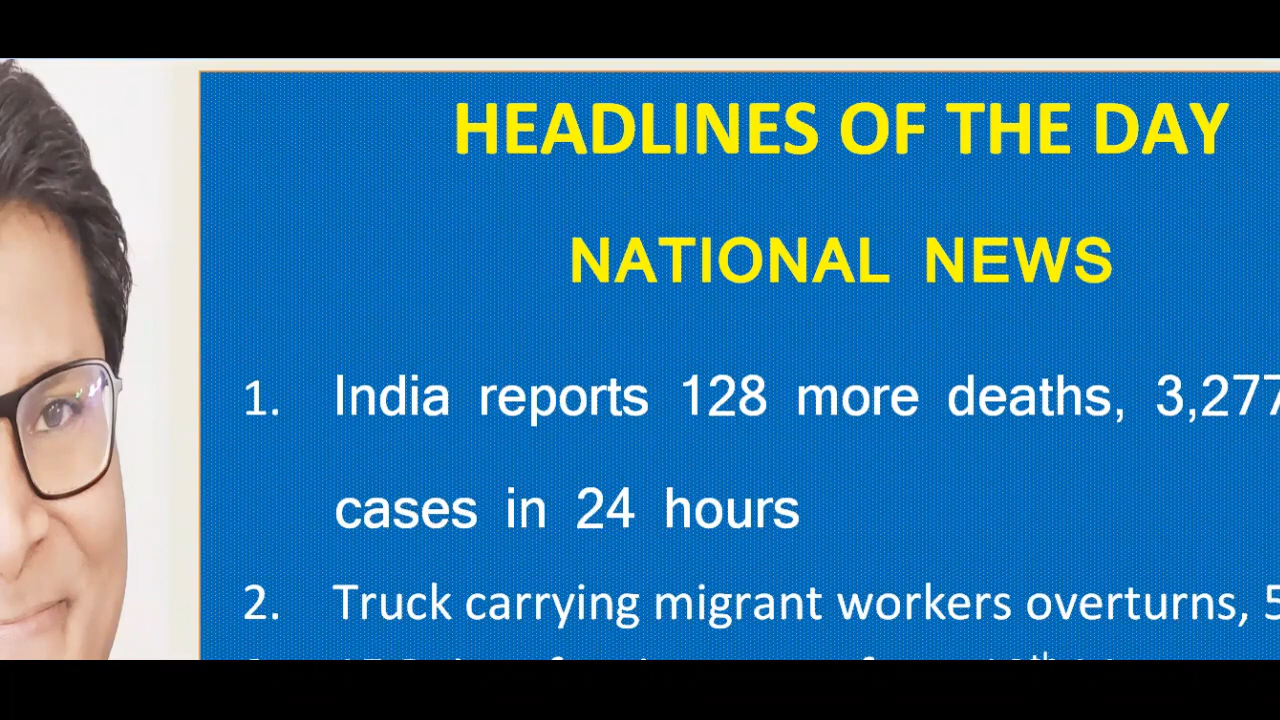 HEADLINES OF THE DAY
NATIONAL NEWS
1. India reports 128 more deaths, 3,277
cases in 24 hours
2. Truck carrying migrant workers overturns, 5